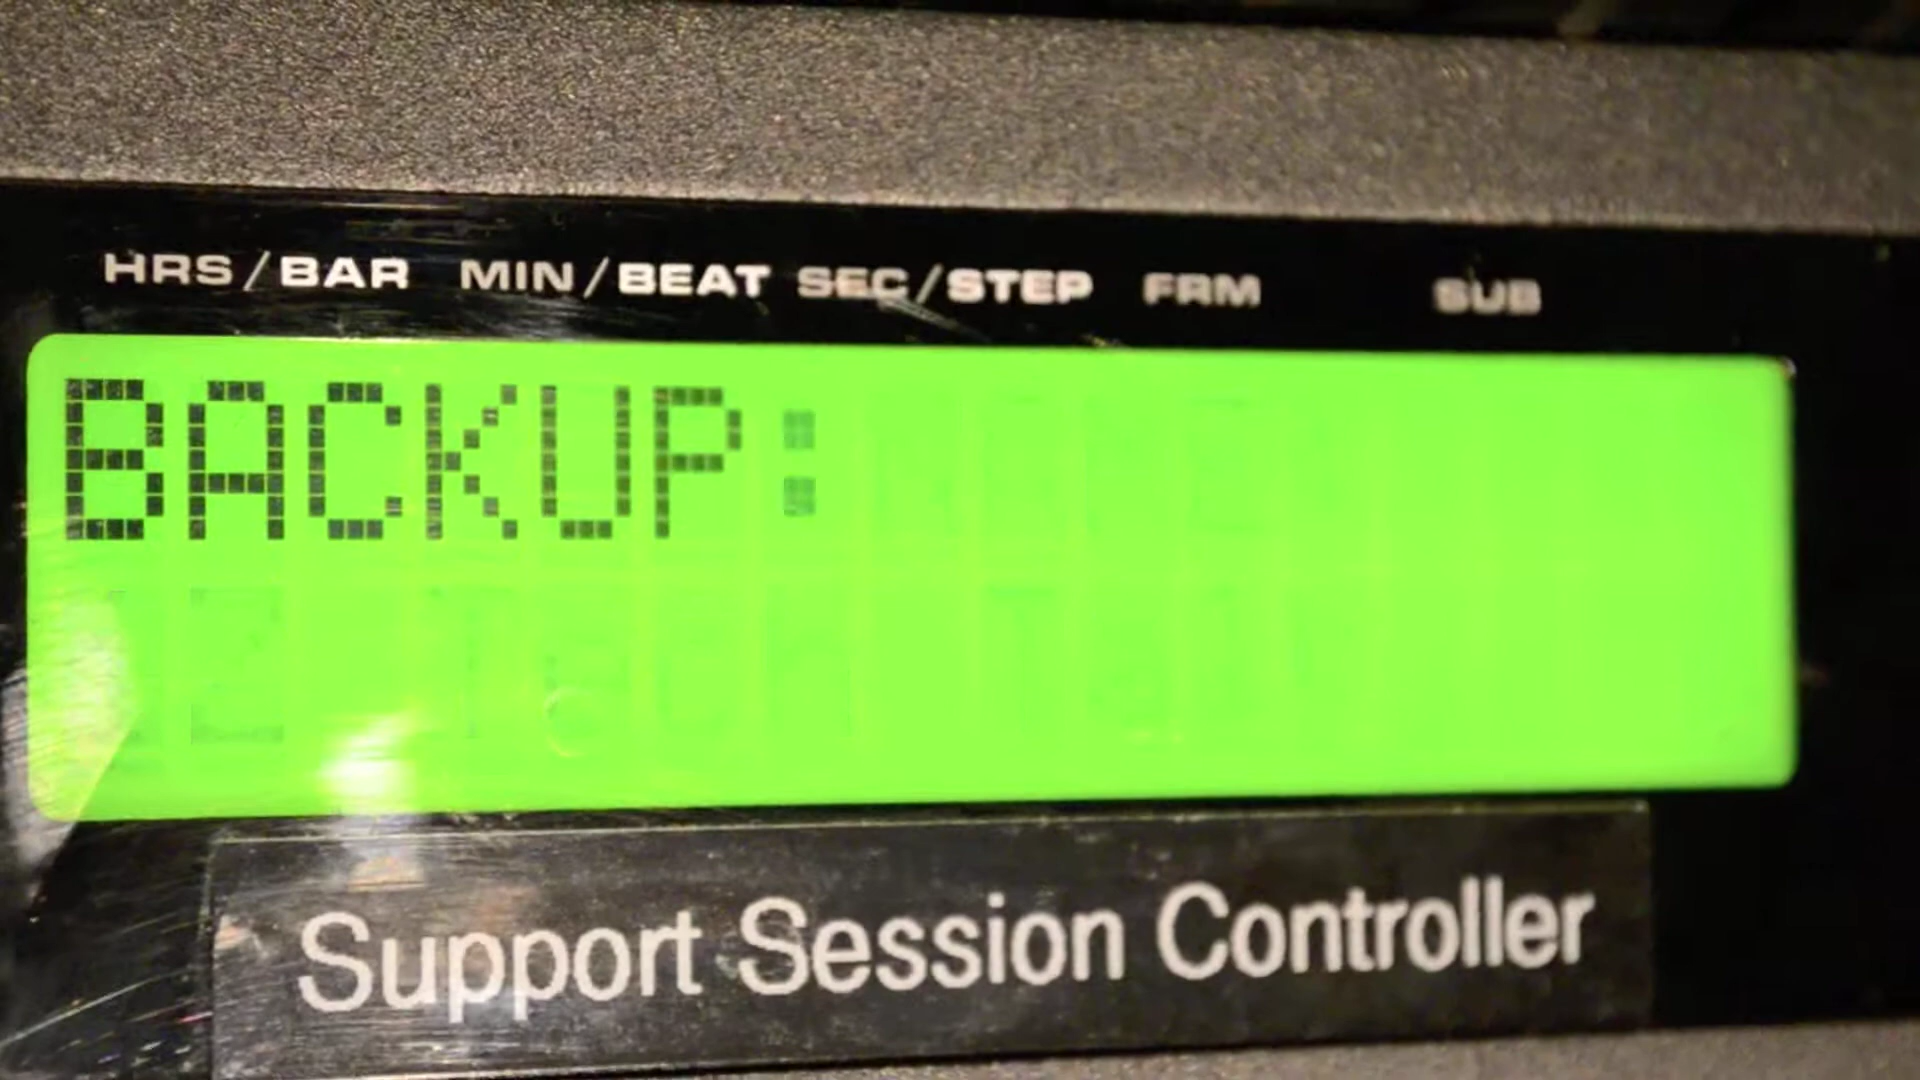 HRS/BAR MIN/BEAT SEC/STEP FRM SUB
BACKUP:
Support Session Controller